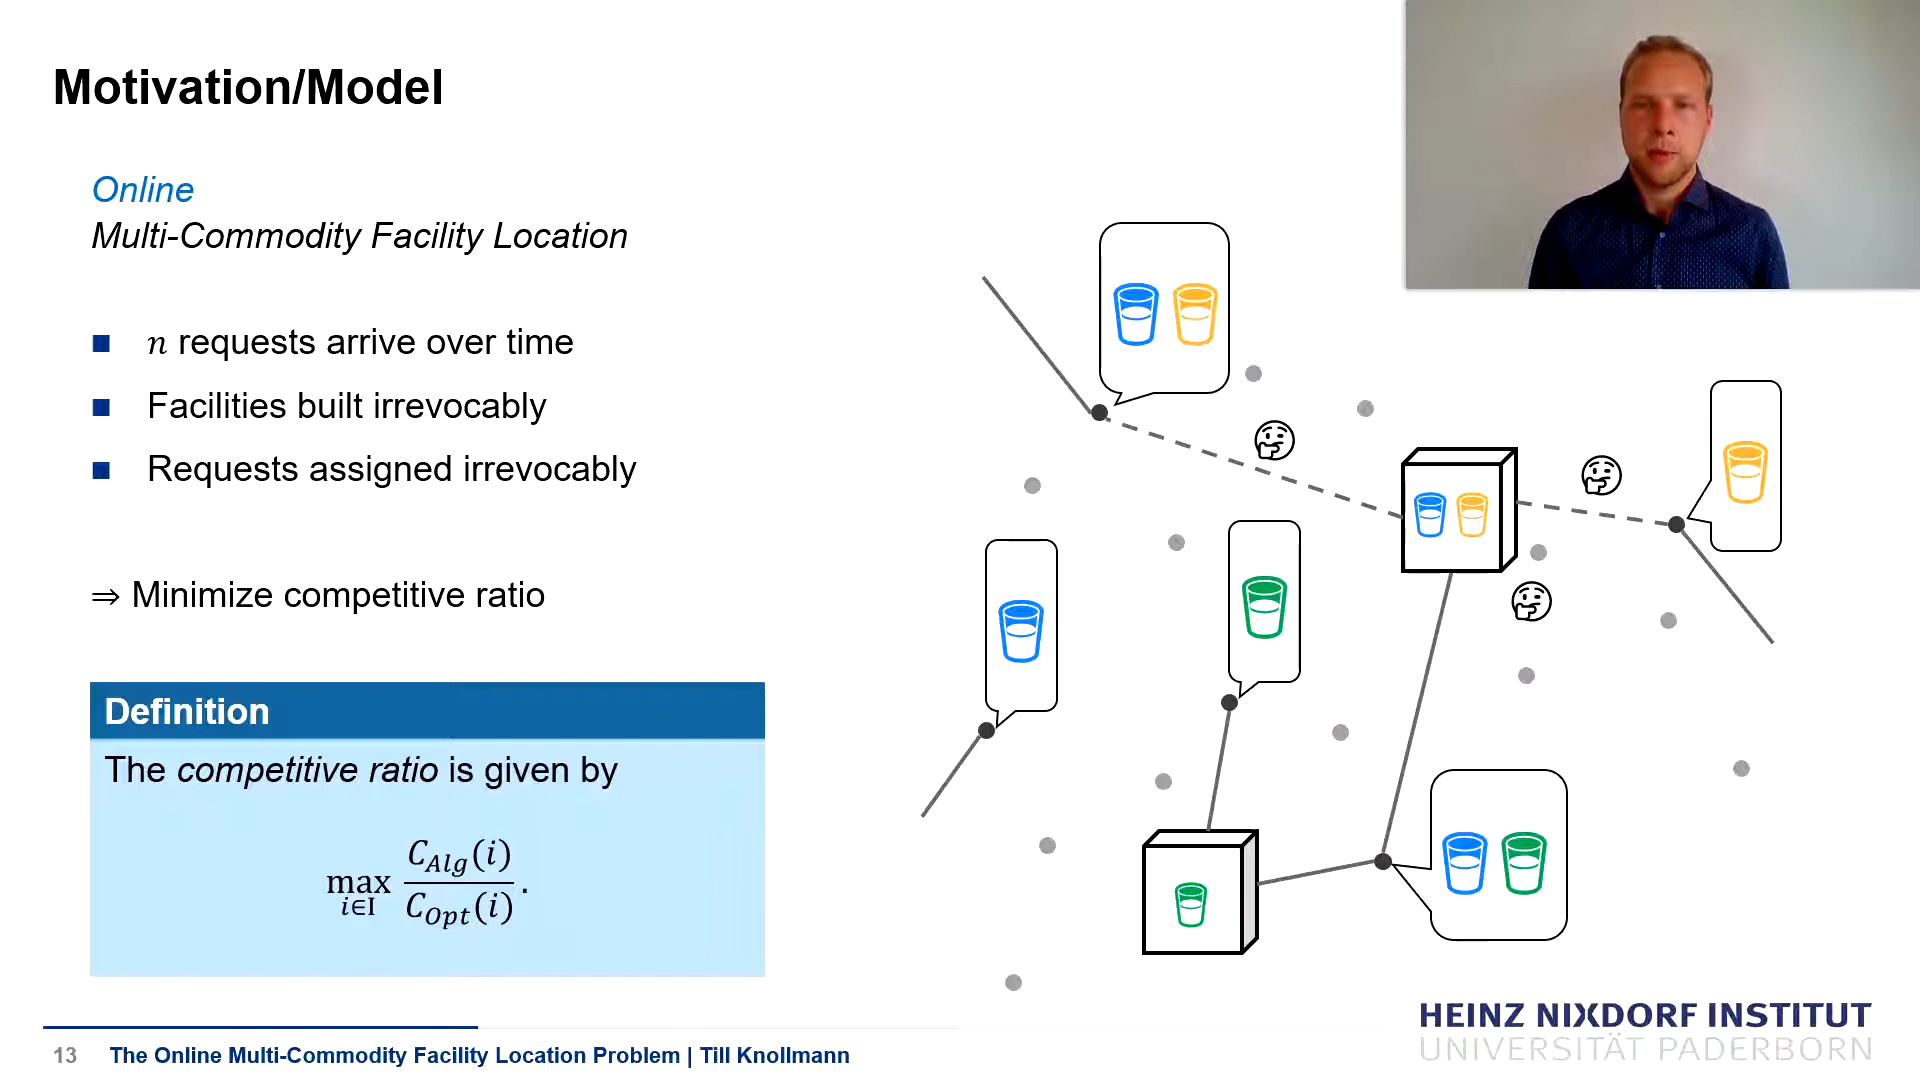 Motivation/Model
Online
Multi-Commodity Facility Location
n requests arrive over time
Facilities built irrevocably
Requests assigned irrevocably
⇒ Minimize competitive ratio
Definition
The competitive ratio is given by
max C_Alg(i)
i∈I C_Opt(i) .
13 The Online Multi-Commodity Facility Location Problem | Till Knollmann
HEINZ NIXDORF INSTITUT
UNIVERSITÄT PADERBORN